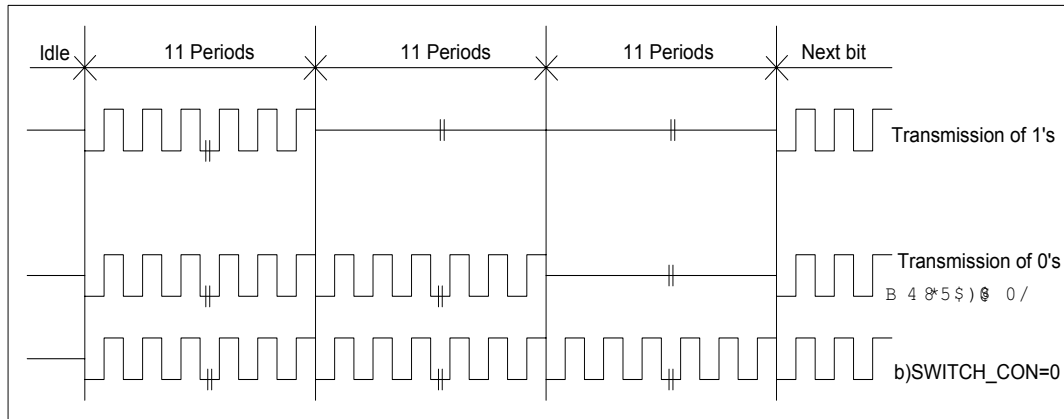 Idle 11 Periods 11 Periods 11 Periods Next bit
Transmission of 1's
Transmission of 0's
b)SWITCH_CON=0